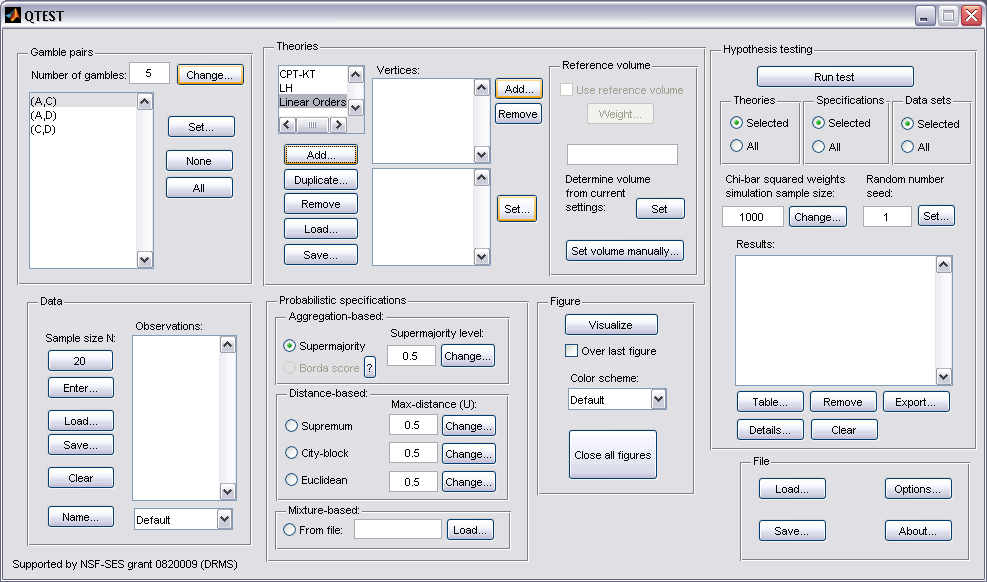 QTEST
Gamble pairs
Number of gambles: 5 Change...
(A,C)
(A,D)
(C,D)
Set...
None
All
Theories
CPT-KT
LH
Linear Orders
Add...
Duplicate...
Remove
Load...
Save...
Vertices:
Add...
Remove
Set...
Reference volume
Use reference volume
Weight...
Determine volume
from current
settings:
Set
Set volume manually...
Hypothesis testing
Run test
Theories
Selected
All
Specifications
Selected
All
Data sets
Selected
All
Chi-bar squared weights
simulation sample size:
1000 Change...
Random number
seed:
1 Set...
Results:
Table... Remove Export...
Details... Clear
Data
Sample size N:
20
Enter...
Load...
Save...
Clear
Name...
Observations:
Default
Probabilistic specifications
Aggregation-based:
Supermajority
Borda score ?
Supermajority level:
0.5 Change...
Distance-based:
Max-distance (U):
Supremum 0.5 Change...
City-block 0.5 Change...
Euclidean 0.5 Change...
Mixture-based:
From file: Load...
Figure
Visualize
Over last figure
Color scheme:
Default
Close all figures
File
Load... Options...
Save... About...
Supported by NSF-SES grant 0820009 (DRMS)